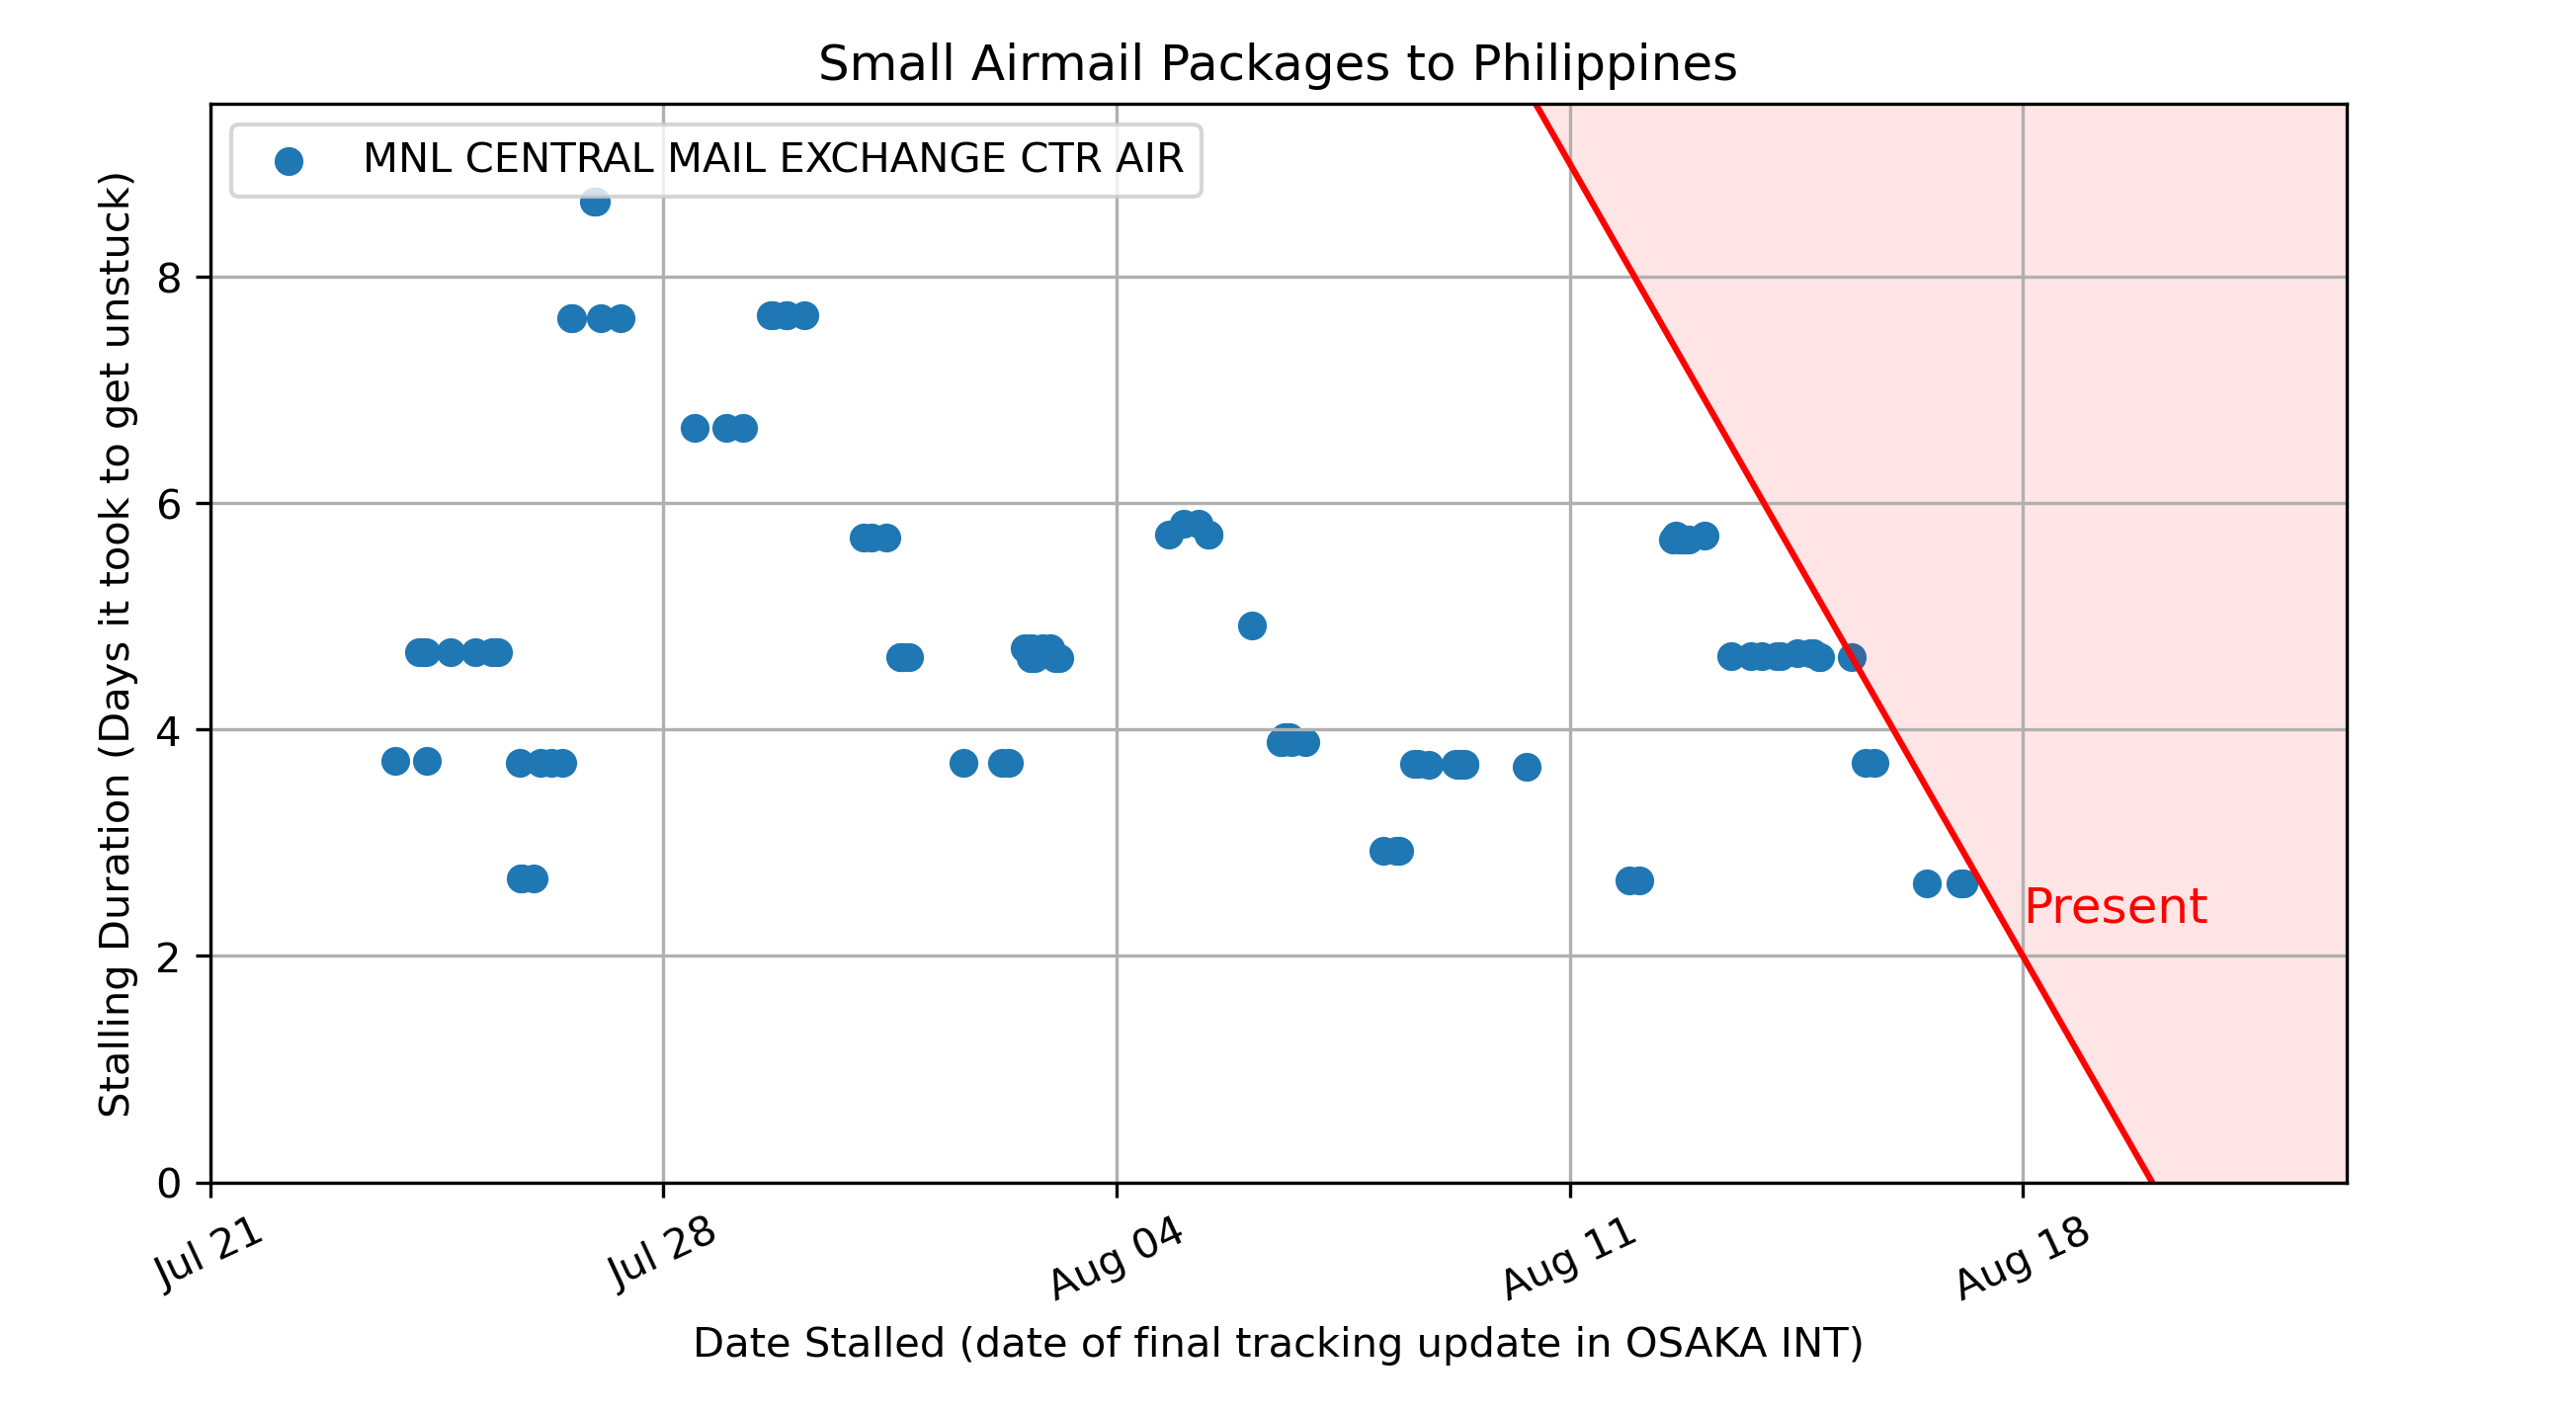 Small Airmail Packages to Philippines
MNL CENTRAL MAIL EXCHANGE CTR AIR
Stalling Duration (Days it took to get unstuck)
8
6
4
2
0
Present
Jul 21
Jul 28
Aug 04
Aug 11
Aug 18
Date Stalled (date of final tracking update in OSAKA INT)